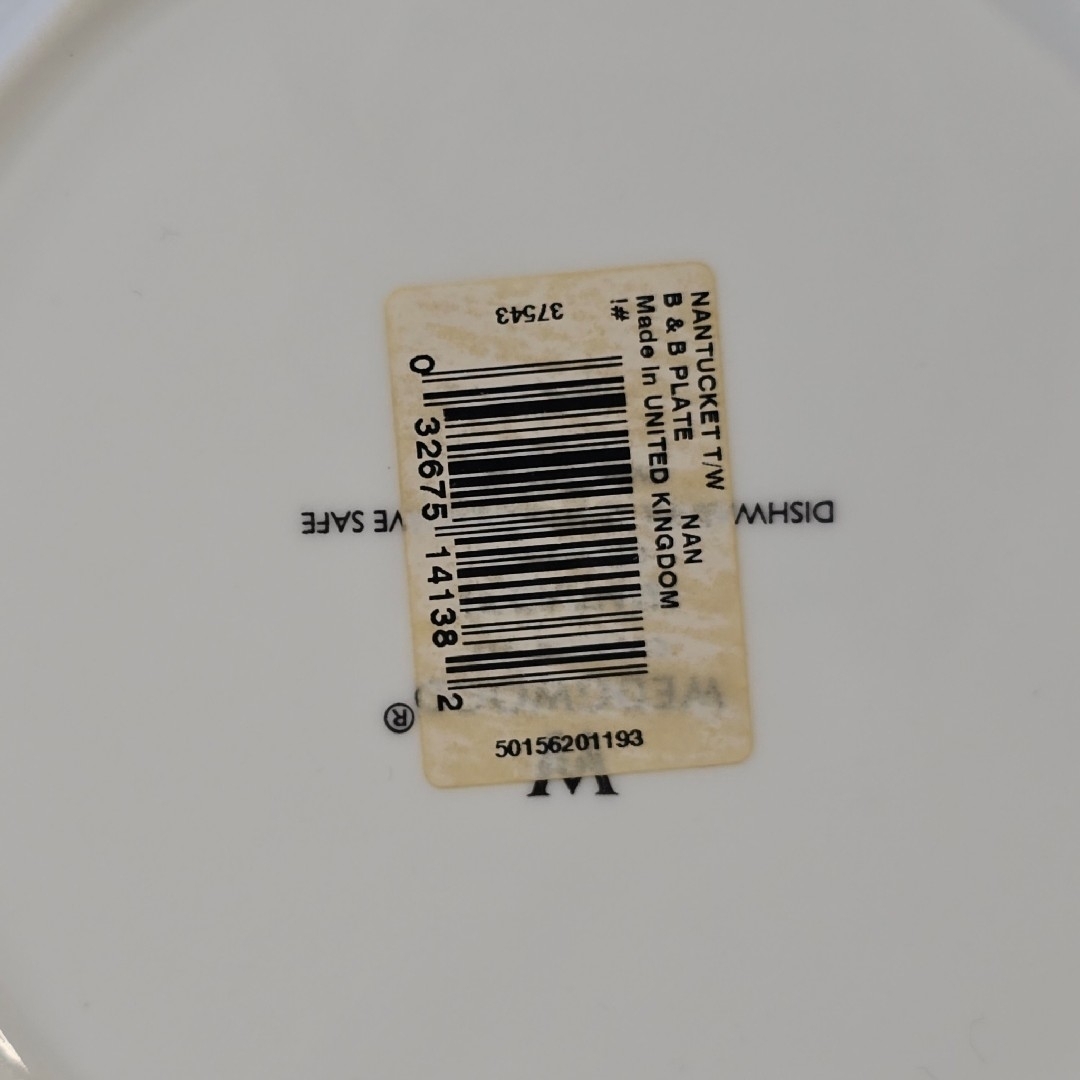 NANTUCKET T/W
B & B PLATE NAN
Made In UNITED KINGDOM
!#
37543
0 32675 14138 2
50156201193
DISHW VE SAFE
®
W